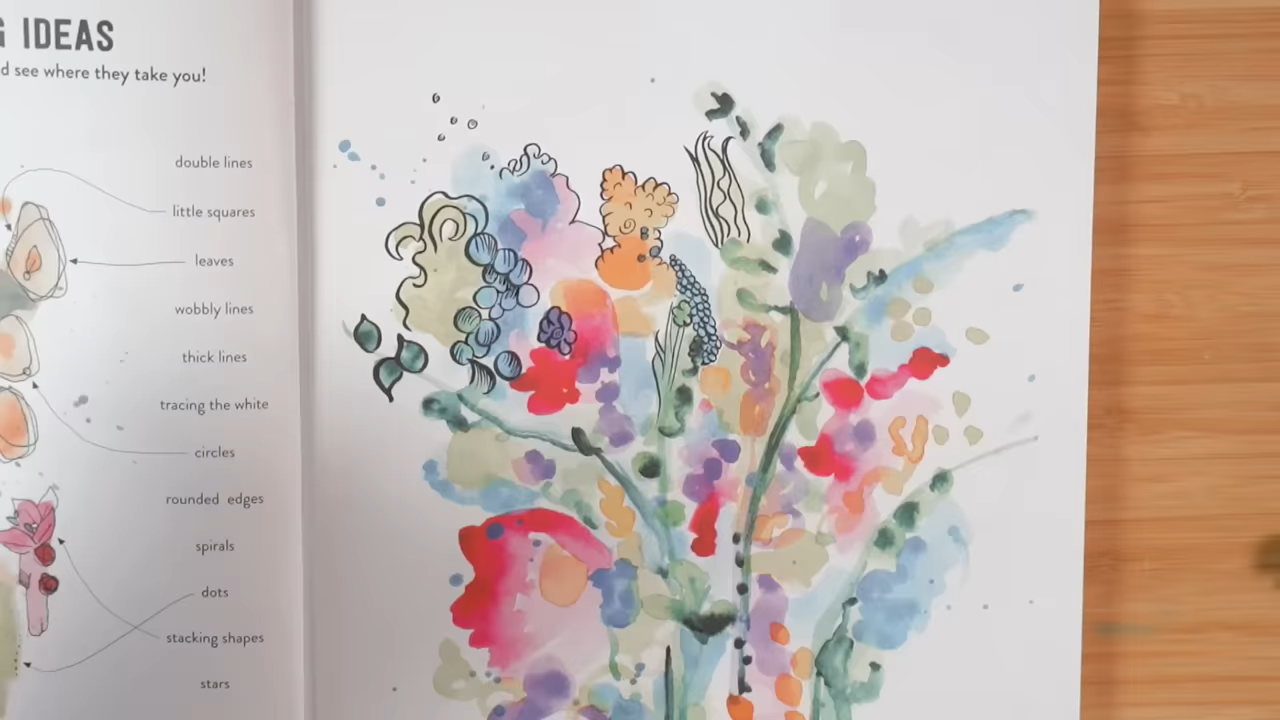 IDEAS
see where they take you!
double lines
little squares
leaves
wobbly lines
thick lines
tracing the white
circles
rounded edges
spirals
dots
stacking shapes
stars